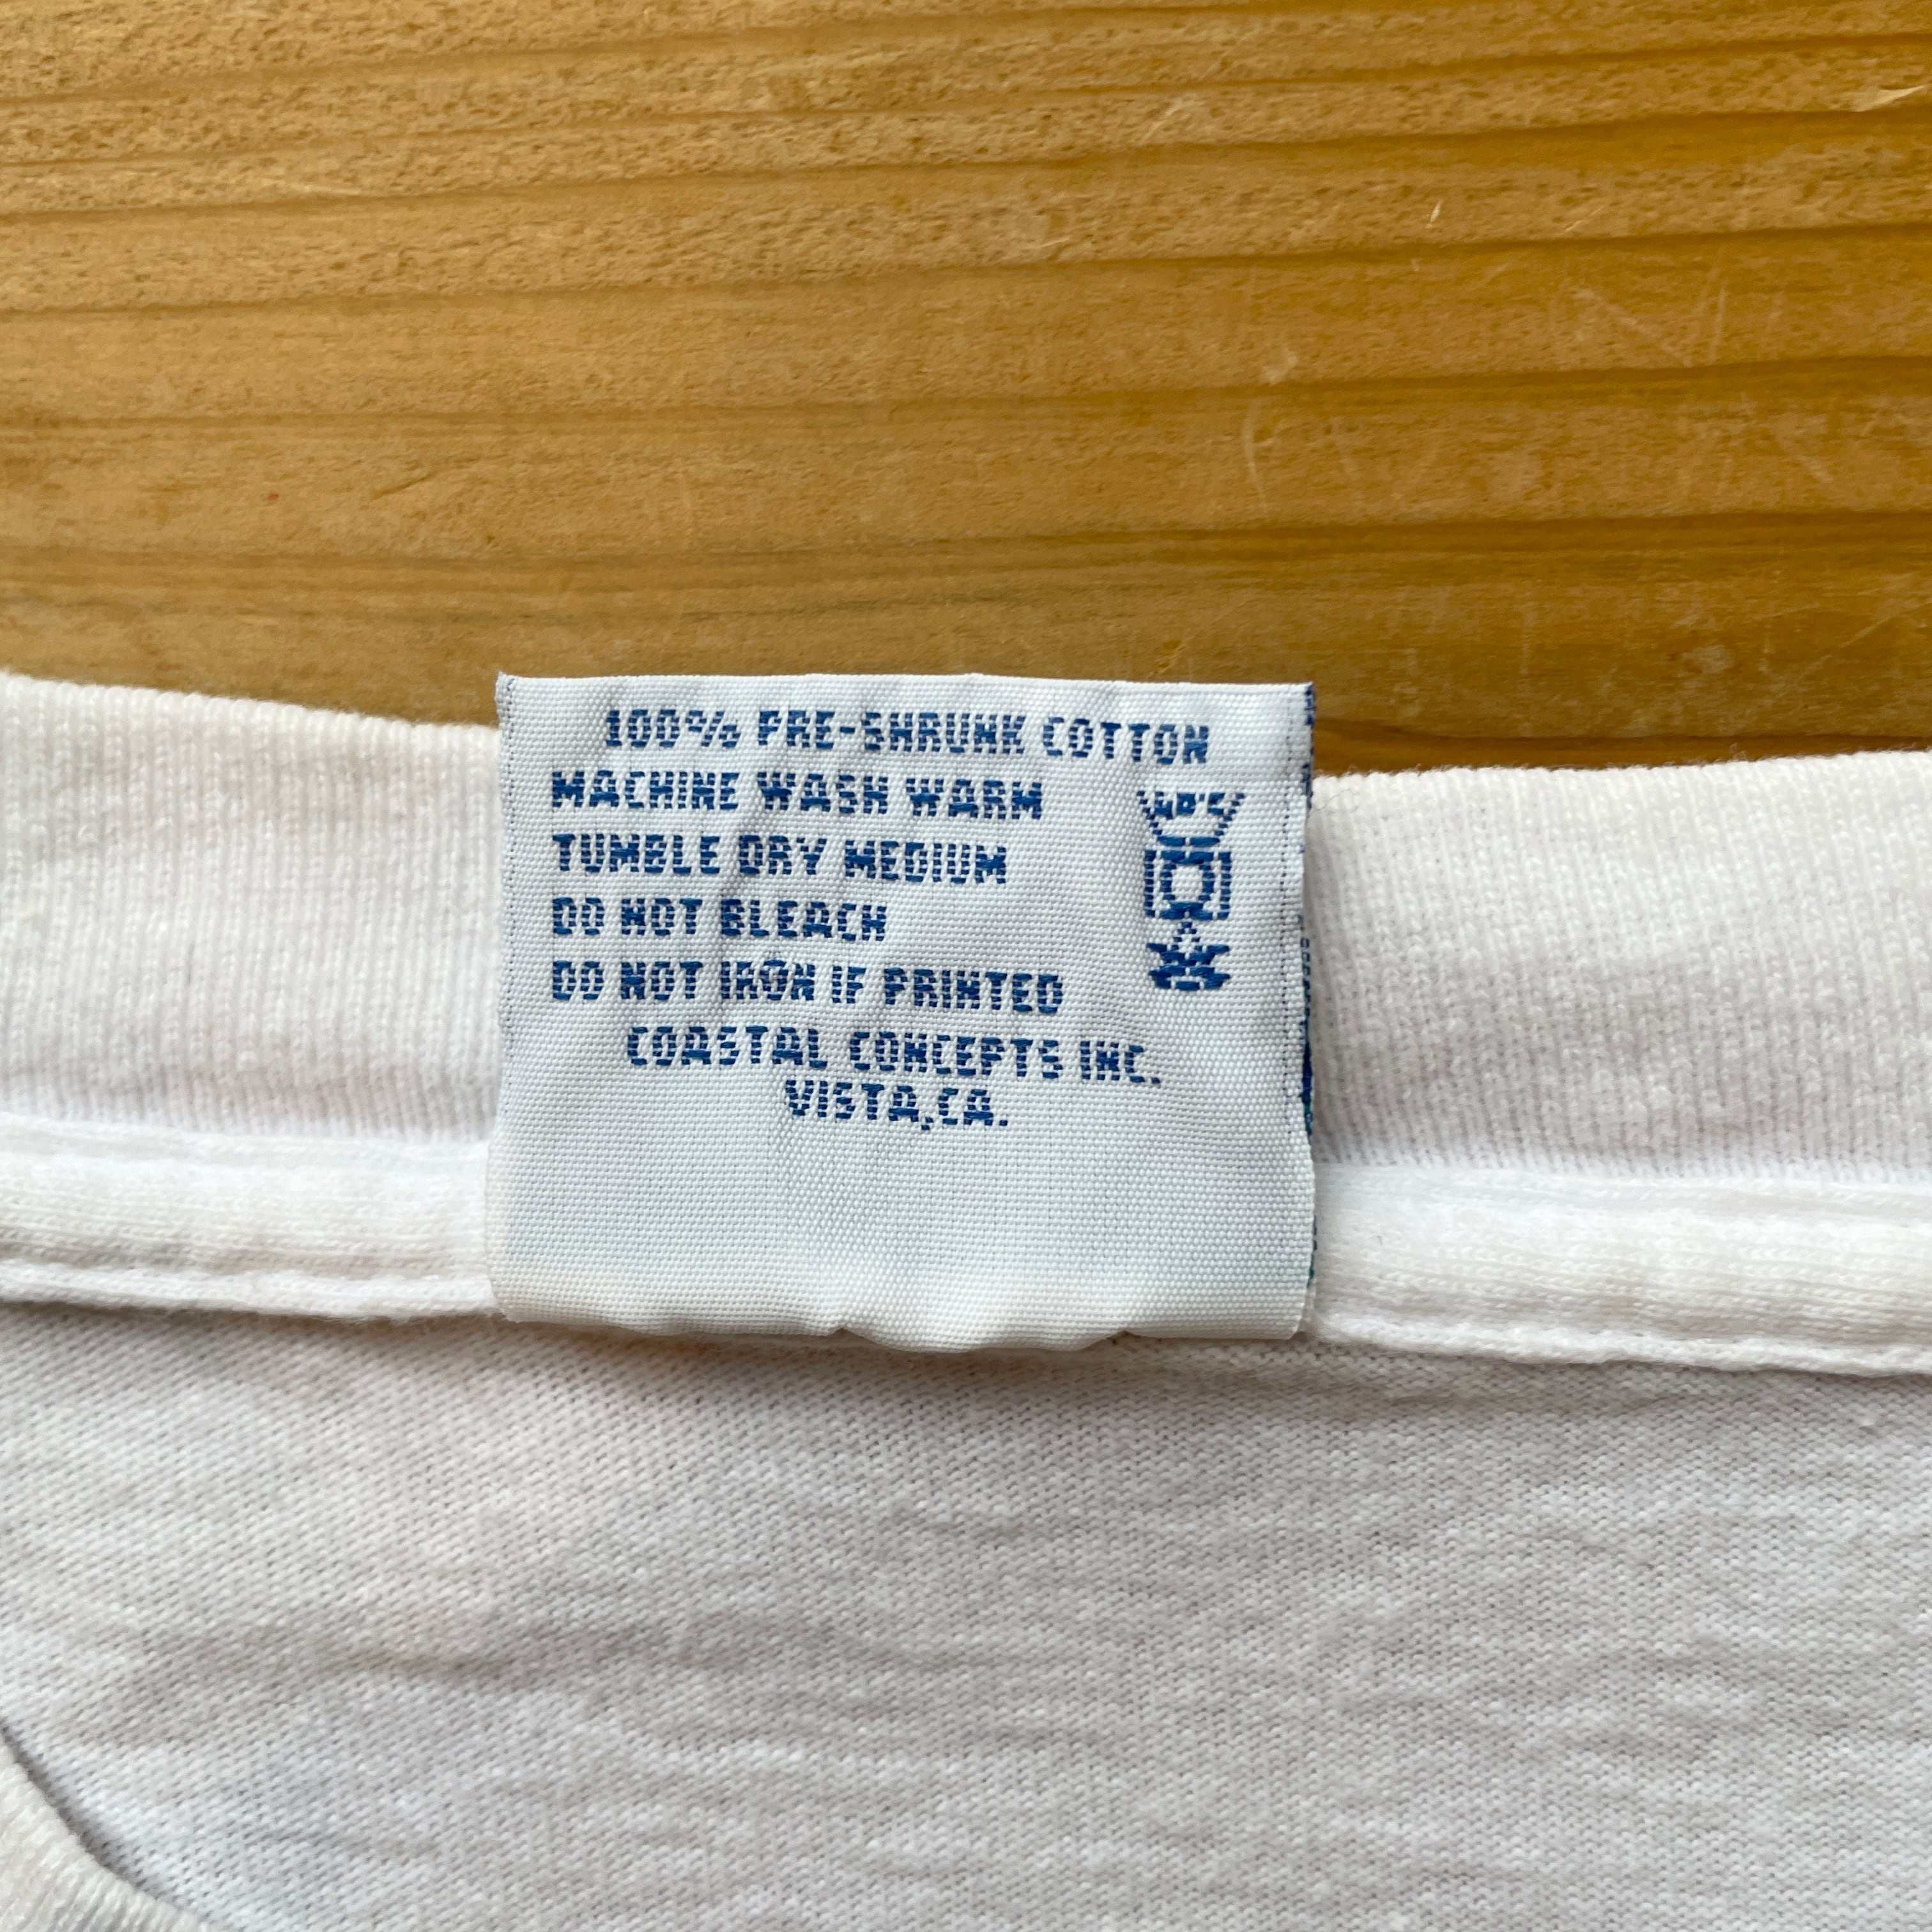 100% PRE-SHRUNK COTTON
MACHINE WASH WARM
TUMBLE DRY MEDIUM
DO NOT BLEACH
DO NOT IRON IF PRINTED
COASTAL CONCEPTS INC.
VISTA,CA.